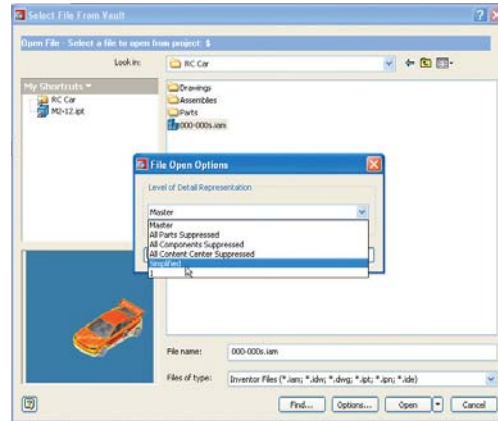 Select File From Vault
Open File - Select a file to open from project: $
Look in:
RC Car
My Shortcuts
RC Car
M2-12.ipt
Drawings
Assemblies
Parts
000-000s.iam
File Open Options
Level of Detail Representation
Master
Master
All Parts Suppressed
All Components Suppressed
All Content Center Suppressed
Simplified
File name:
000-000s.iam
Files of type:
Inventor Files (*.iam; *.idw; *.dwg; *.ipt; *.ipn; *.ide)
Find...
Options...
Open
Cancel